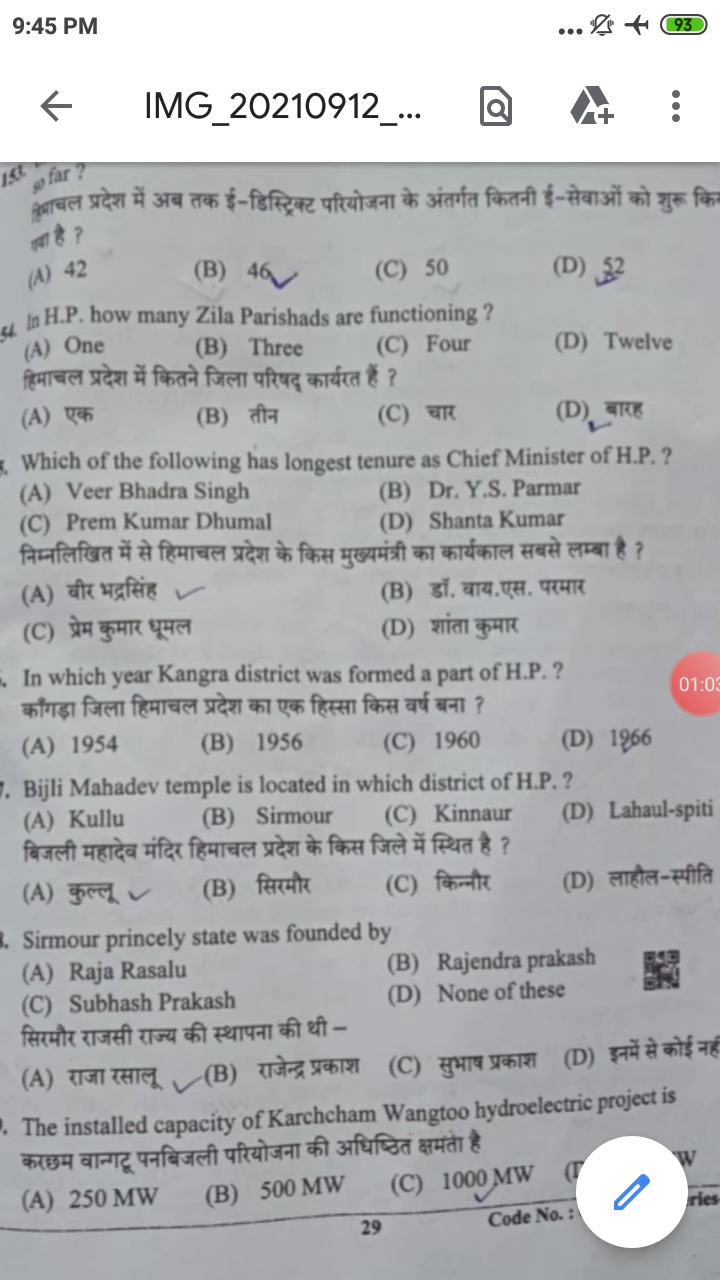 9:45 PM
93
IMG_20210912_...
153. so far ?
हिमाचल प्रदेश में अब तक ई-डिस्ट्रिक्ट परियोजना के अंतर्गत कितनी ई-सेवाओं को शुरू
गया है ?
(A) 42 (B) 46 (C) 50 (D) 52
54. In H.P. how many Zila Parishads are functioning ?
(A) One (B) Three (C) Four (D) Twelve
हिमाचल प्रदेश में कितने जिला परिषद् कार्यरत हैं ?
(A) एक (B) तीन (C) चार (D) बारह
Which of the following has longest tenure as Chief Minister of H.P. ?
(A) Veer Bhadra Singh (B) Dr. Y.S. Parmar
(C) Prem Kumar Dhumal (D) Shanta Kumar
निम्नलिखित में से हिमाचल प्रदेश के किस मुख्यमंत्री का कार्यकाल सबसे लम्बा है ?
(A) वीर भद्रसिंह (B) डॉ. वाय.एस. परमार
(C) प्रेम कुमार धूमल (D) शांता कुमार
In which year Kangra district was formed a part of H.P. ?
01:03
काँगड़ा जिला हिमाचल प्रदेश का एक हिस्सा किस वर्ष बना ?
(A) 1954 (B) 1956 (C) 1960 (D) 1966
7. Bijli Mahadev temple is located in which district of H.P. ?
(A) Kullu (B) Sirmour (C) Kinnaur (D) Lahaul-spiti
बिजली महादेव मंदिर हिमाचल प्रदेश के किस जिले में स्थित है ?
(A) कुल्लू (B) सिरमौर (C) किन्नौर (D) लाहौल-स्पीति
Sirmour princely state was founded by
(A) Raja Rasalu (B) Rajendra prakash
(C) Subhash Prakash (D) None of these
सिरमौर राजसी राज्य की स्थापना की थी –
(A) राजा रसालू (B) राजेन्द्र प्रकाश (C) सुभाष प्रकाश (D) इनमें से कोई नहीं
The installed capacity of Karchcham Wangtoo hydroelectric project is
करछम वान्गटू पनबिजली परियोजना की अधिष्ठित क्षमता है
(A) 250 MW (B) 500 MW (C) 1000 MW
29 Code No. :